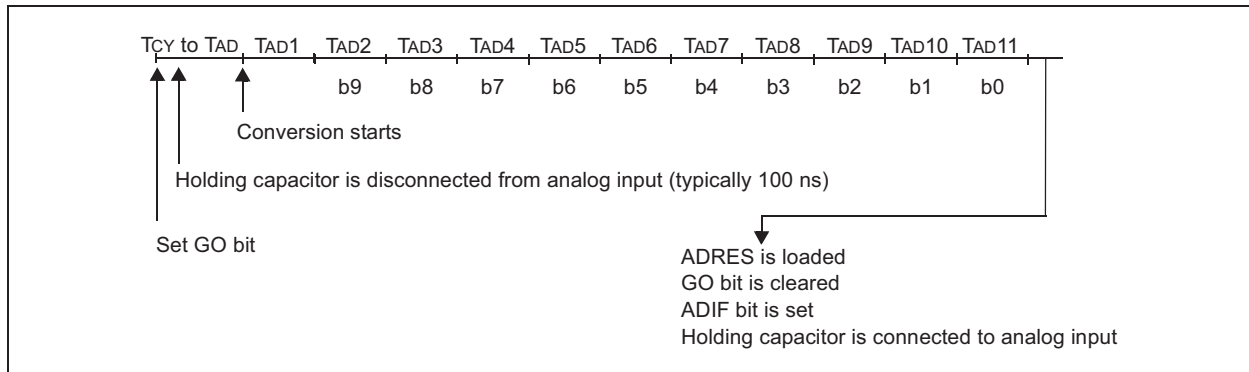 TCY to TAD TAD1 TAD2 TAD3 TAD4 TAD5 TAD6 TAD7 TAD8 TAD9 TAD10 TAD11
b9 b8 b7 b6 b5 b4 b3 b2 b1 b0
Conversion starts
Holding capacitor is disconnected from analog input (typically 100 ns)
Set GO bit
ADRES is loaded
GO bit is cleared
ADIF bit is set
Holding capacitor is connected to analog input